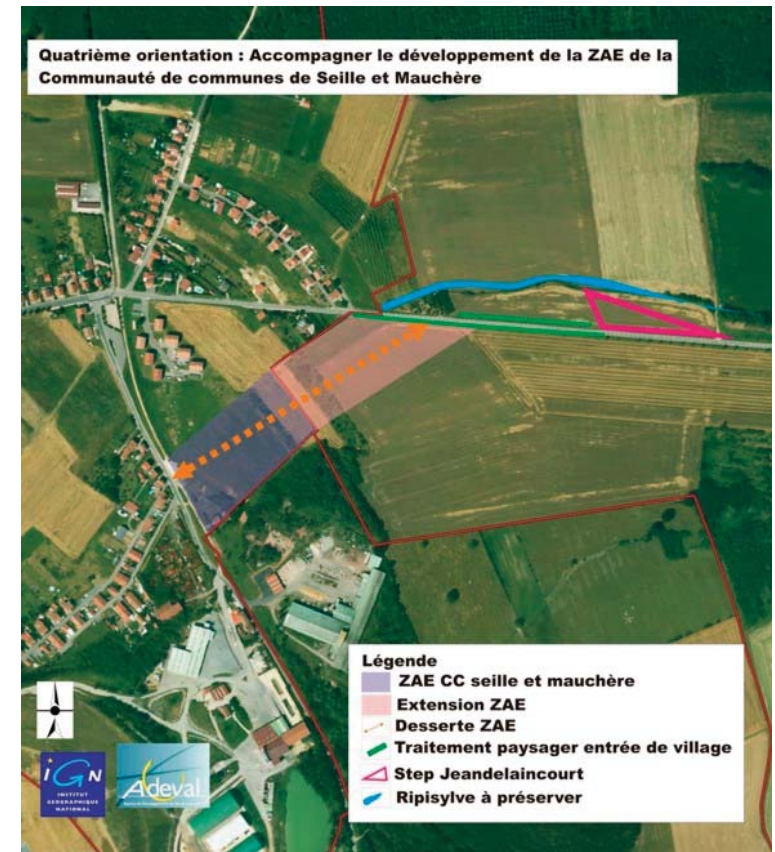 Quatrième orientation : Accompagner le développement de la ZAE de la
Communauté de communes de Seille et Mauchère
Légende
ZAE CC seille et mauchère
Extension ZAE
Desserte ZAE
Traitement paysager entrée de village
Step Jeandelaincourt
Ripisylve à préserver
IGN
INSTITUT
GEOGRAPHIQUE
NATIONAL
Adeval